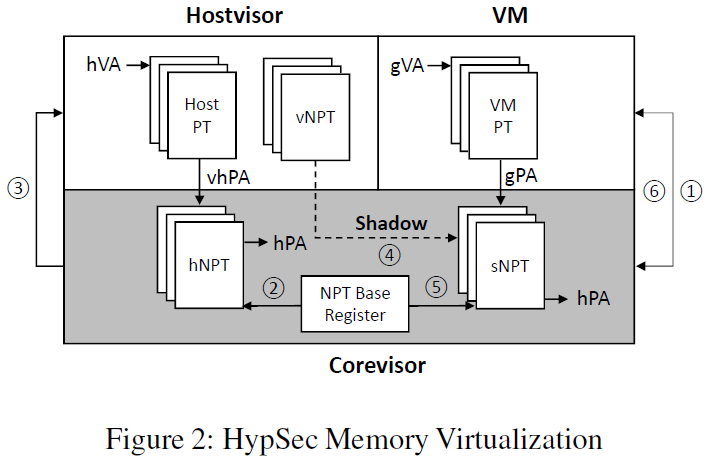 Hostvisor
VM
hVA
gVA
Host
PT
vNPT
VM
PT
vhPA
gPA
③
⑥
①
Shadow
④
hPA
hNPT
sNPT
②
NPT Base
Register
⑤
hPA
Corevisor
Figure 2: HypSec Memory Virtualization